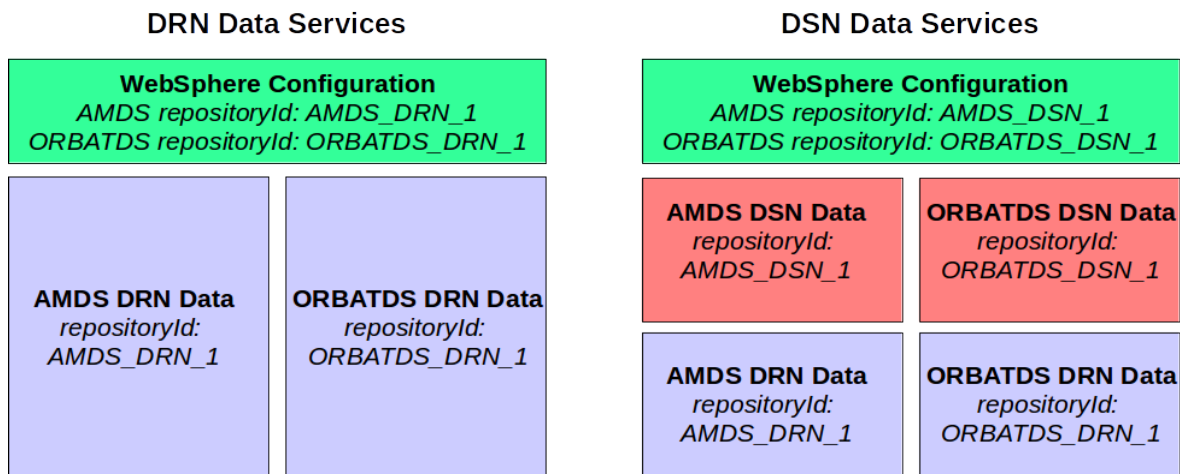 DRN Data Services
WebSphere Configuration
AMDS repositoryId: AMDS_DRN_1
ORBATDS repositoryId: ORBATDS_DRN_1
AMDS DRN Data
repositoryId:
AMDS_DRN_1
ORBATDS DRN Data
repositoryId:
ORBATDS_DRN_1
DSN Data Services
WebSphere Configuration
AMDS repositoryId: AMDS_DSN_1
ORBATDS repositoryId: ORBATDS_DSN_1
AMDS DSN Data
repositoryId:
AMDS_DSN_1
ORBATDS DSN Data
repositoryId:
ORBATDS_DSN_1
AMDS DRN Data
repositoryId:
AMDS_DRN_1
ORBATDS DRN Data
repositoryId:
ORBATDS_DRN_1